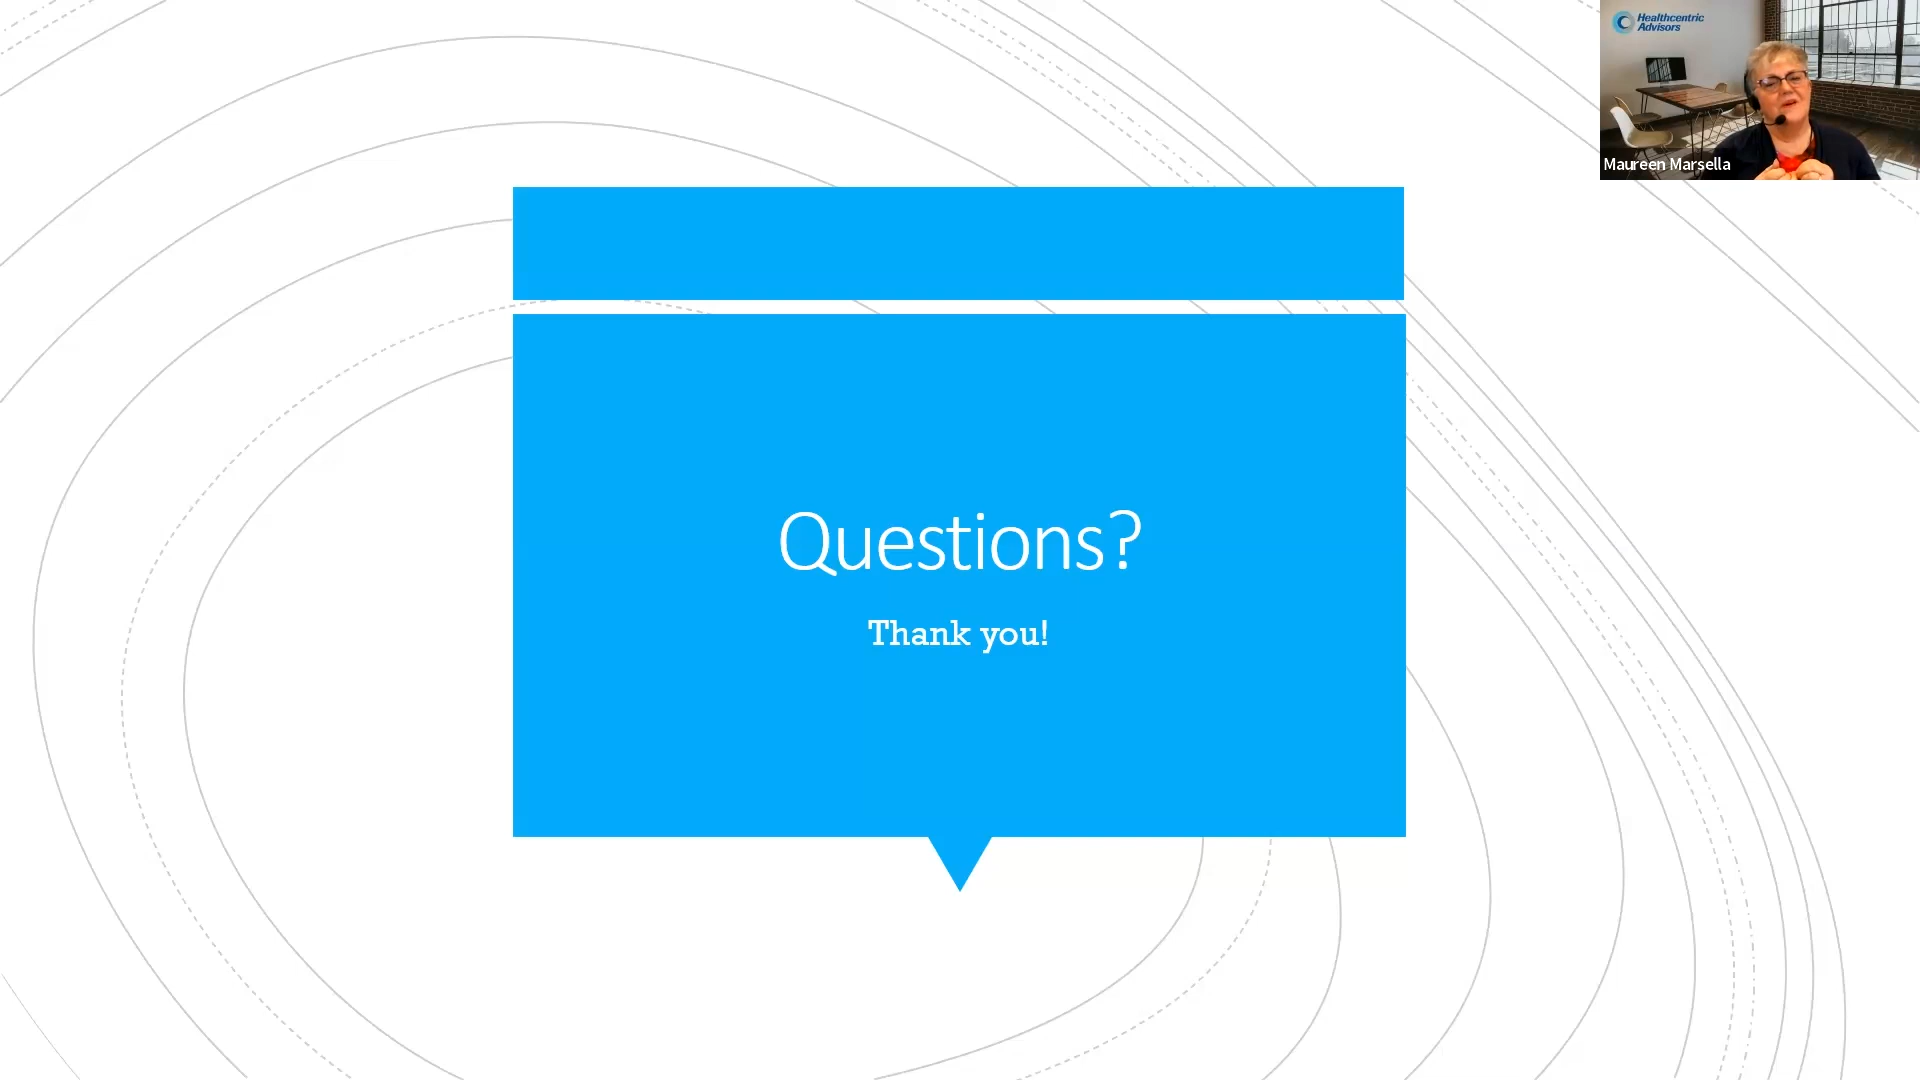 Healthcentric
Advisors
Maureen Marsella
Questions?
Thank you!